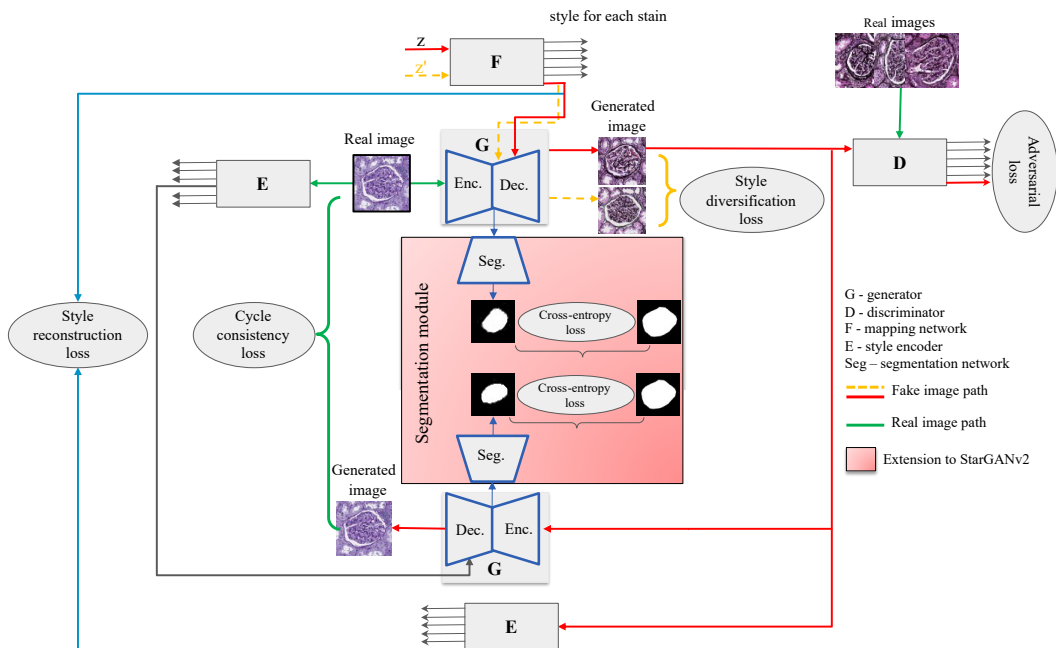 style for each stain
Real images
z
z'
F
Generated
image
Real image
G
Enc.
Dec.
E
D
Adversarial
loss
Style
diversification
loss
Seg.
Segmentation module
Cross-entropy
loss
Style
reconstruction
loss
Cycle
consistency
loss
Cross-entropy
loss
Seg.
G - generator
D - discriminator
F - mapping network
E - style encoder
Seg – segmentation network
Fake image path
Real image path
Extension to StarGANv2
Generated
image
Dec.
Enc.
G
E